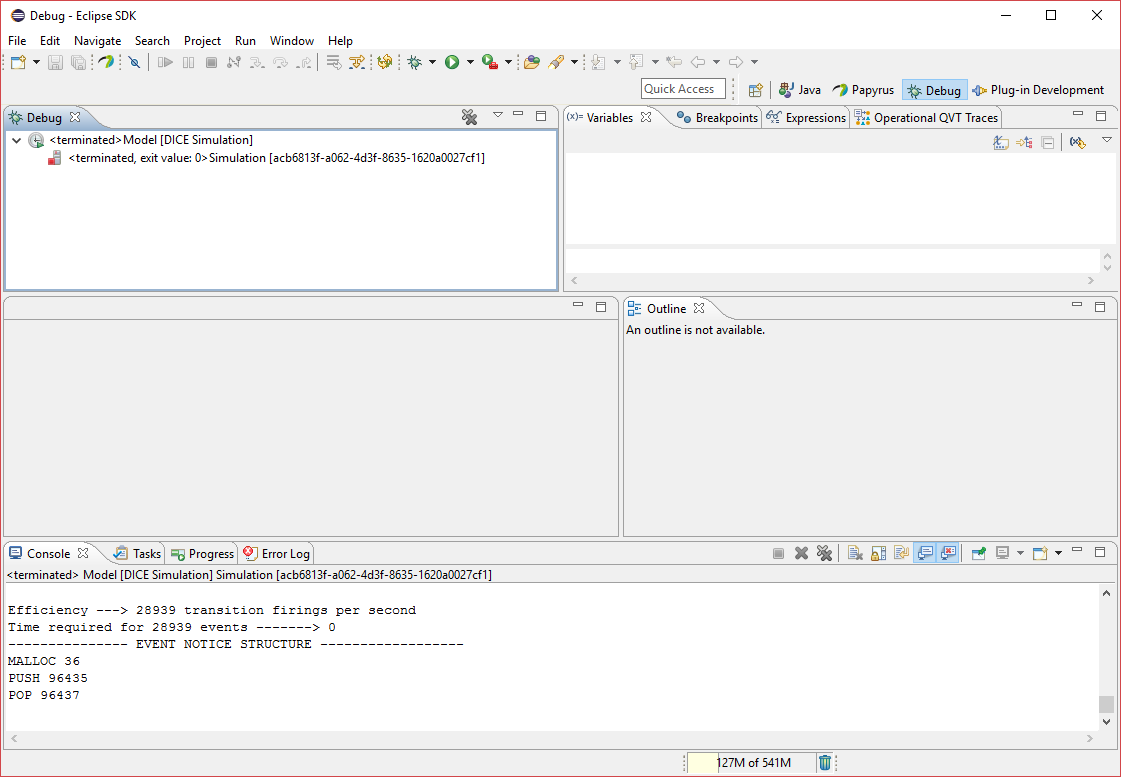 Debug - Eclipse SDK
File Edit Navigate Search Project Run Window Help
Quick Access Java Papyrus Debug Plug-in Development
Debug
<terminated>Model [DICE Simulation]
<terminated, exit value: 0>Simulation [acb6813f-a062-4d3f-8635-1620a0027cf1]
(x)= Variables Breakpoints Expressions Operational QVT Traces
Outline
An outline is not available.
Console Tasks Progress Error Log
<terminated> Model [DICE Simulation] Simulation [acb6813f-a062-4d3f-8635-1620a0027cf1]
Efficiency ---> 28939 transition firings per second
Time required for 28939 events -------> 0
--------------- EVENT NOTICE STRUCTURE ------------------
MALLOC 36
PUSH 96435
POP 96437
127M of 541M